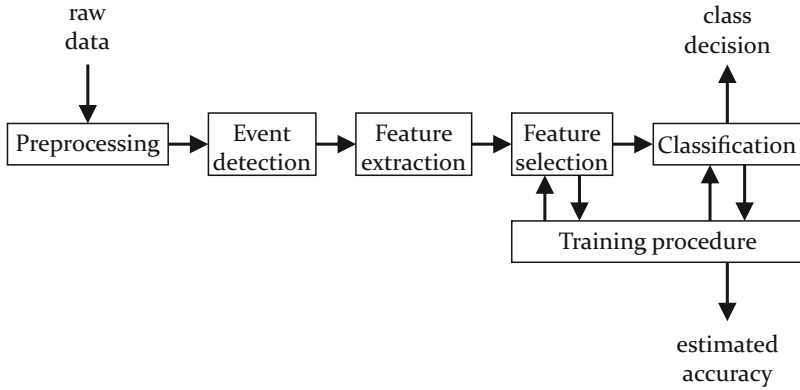 raw
data
class
decision
Preprocessing
Event
detection
Feature
extraction
Feature
selection
Classification
Training procedure
estimated
accuracy